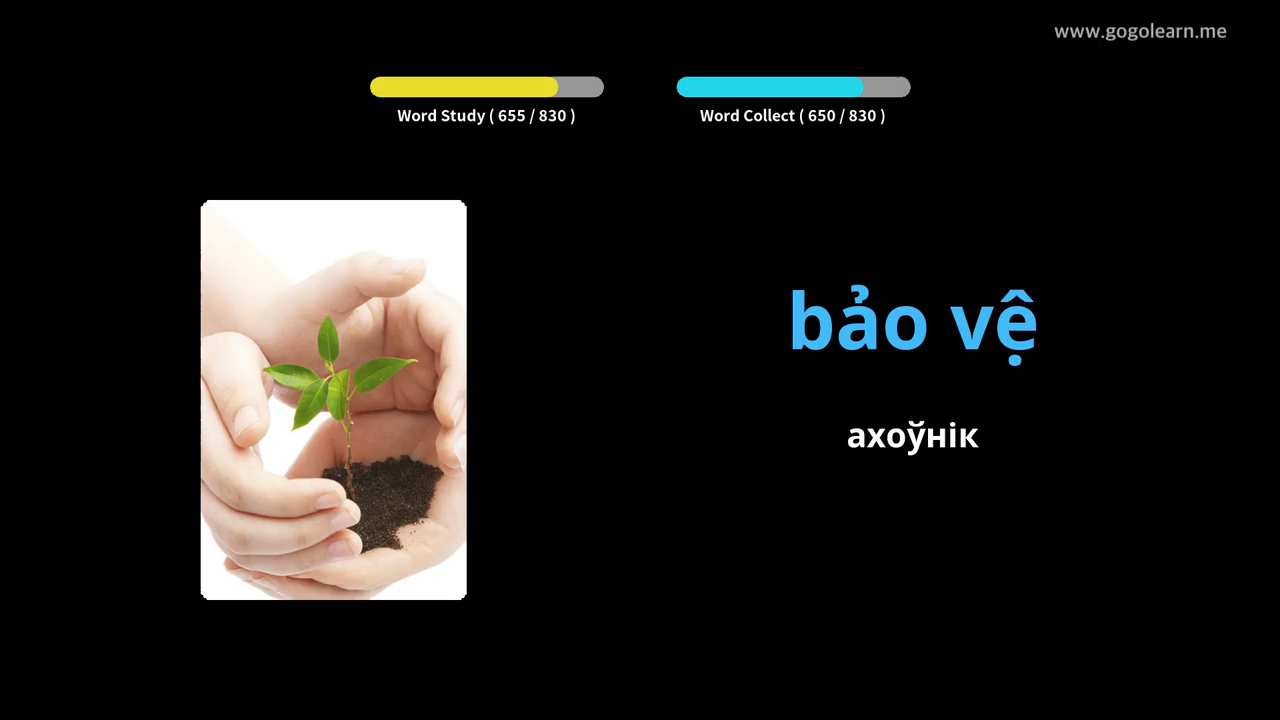 www.gogolearn.me
Word Study ( 655 / 830 )
Word Collect ( 650 / 830 )
bảo vệ
ахоўнік